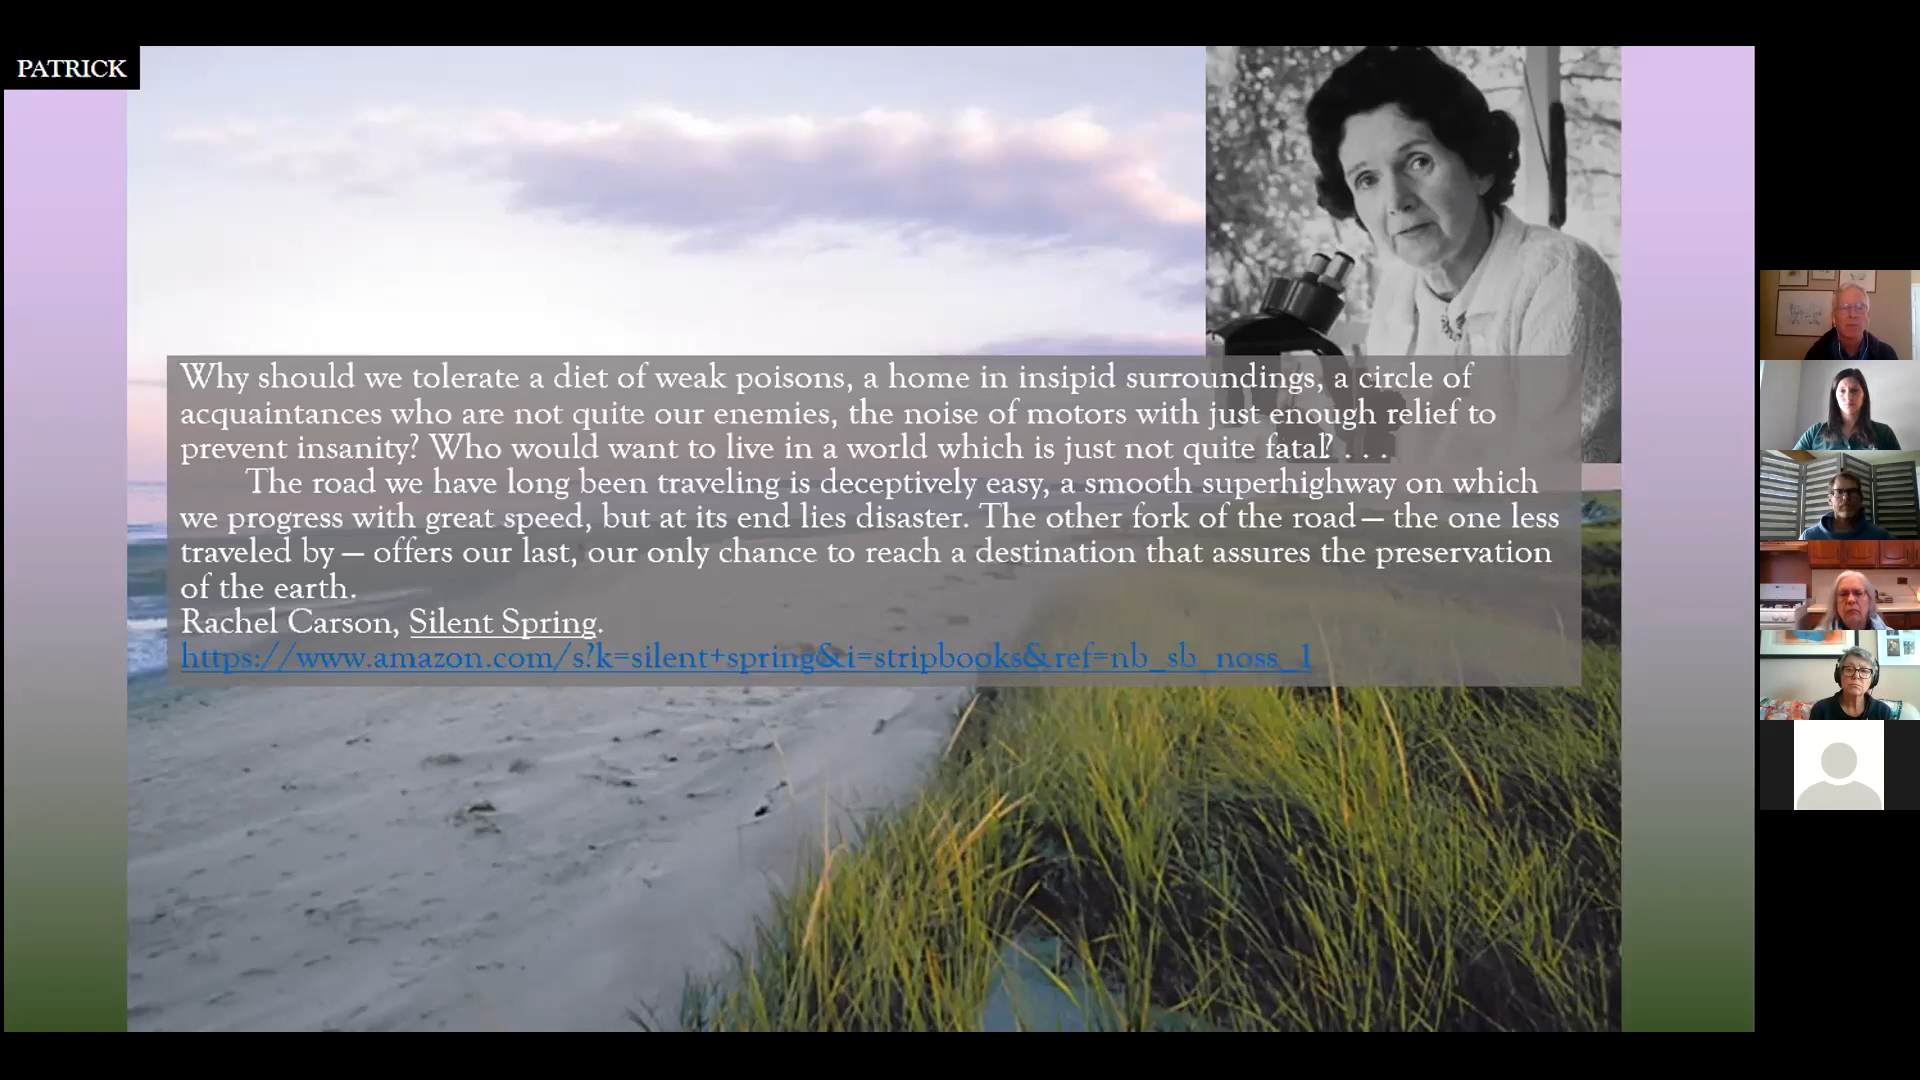 PATRICK
Why should we tolerate a diet of weak poisons, a home in insipid surroundings, a circle of
acquaintances who are not quite our enemies, the noise of motors with just enough relief to
prevent insanity? Who would want to live in a world which is just not quite fatal? . . .
The road we have long been traveling is deceptively easy, a smooth superhighway on which
we progress with great speed, but at its end lies disaster. The other fork of the road — the one less
traveled by — offers our last, our only chance to reach a destination that assures the preservation
of the earth.
Rachel Carson, Silent Spring.
https://www.amazon.com/s?k=silent+spring&i=stripbooks&ref=nb_sb_noss_1